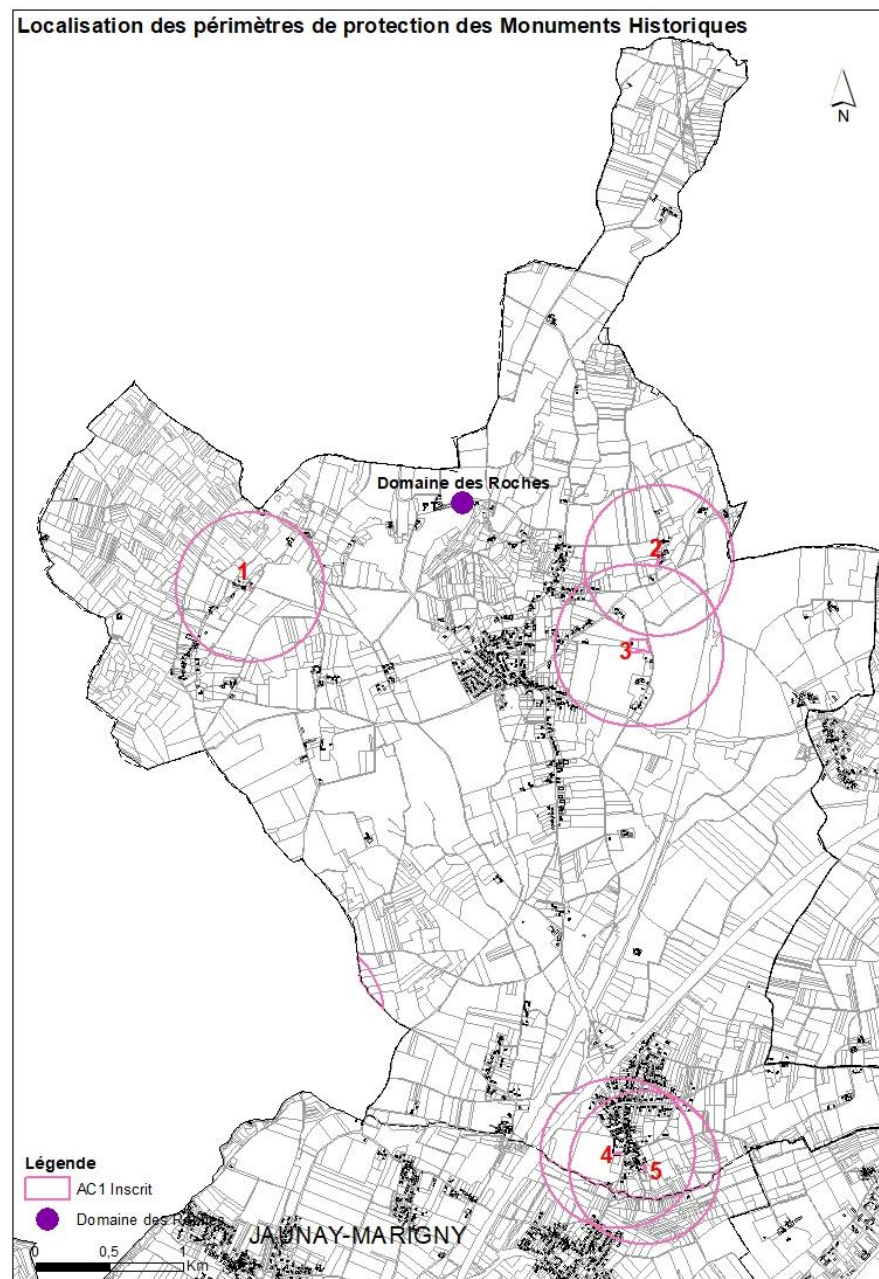 Localisation des périmètres de protection des Monuments Historiques
N
Domaine des Roches
1
2
3
4
5
Légende
AC1 Inscrit
Domaine des Roches
JAUNAY-MARIGNY
0 0,5 1
Km